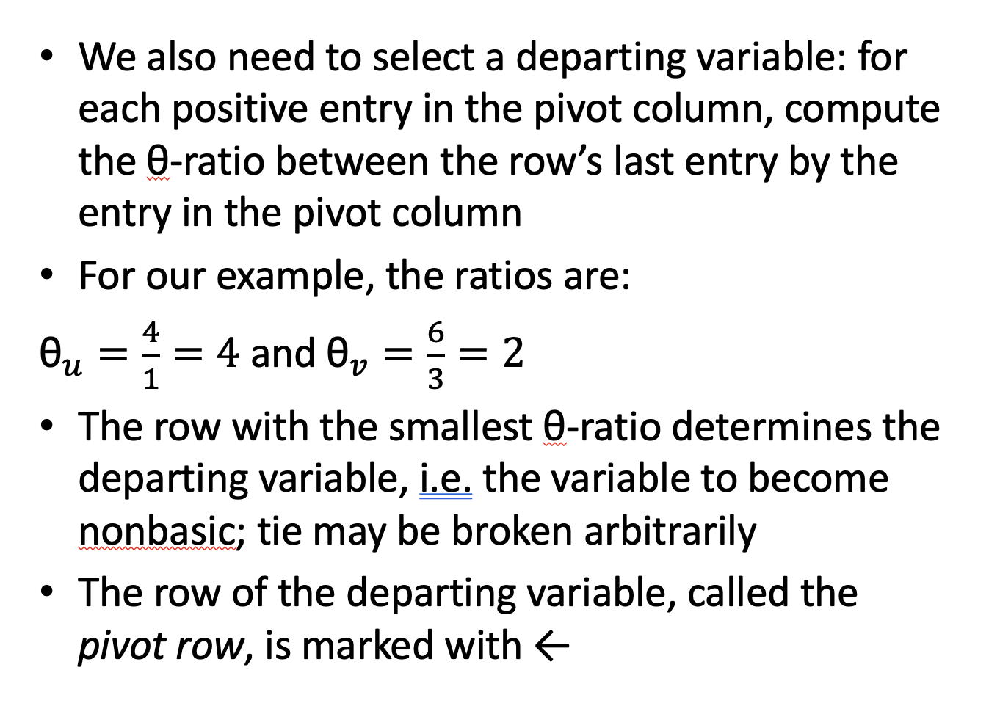 • We also need to select a departing variable: for
each positive entry in the pivot column, compute
the θ-ratio between the row’s last entry by the
entry in the pivot column
• For our example, the ratios are:
θᵤ = 4/1 = 4 and θᵥ = 6/3 = 2
• The row with the smallest θ-ratio determines the
departing variable, i.e. the variable to become
nonbasic; tie may be broken arbitrarily
• The row of the departing variable, called the
pivot row, is marked with ←